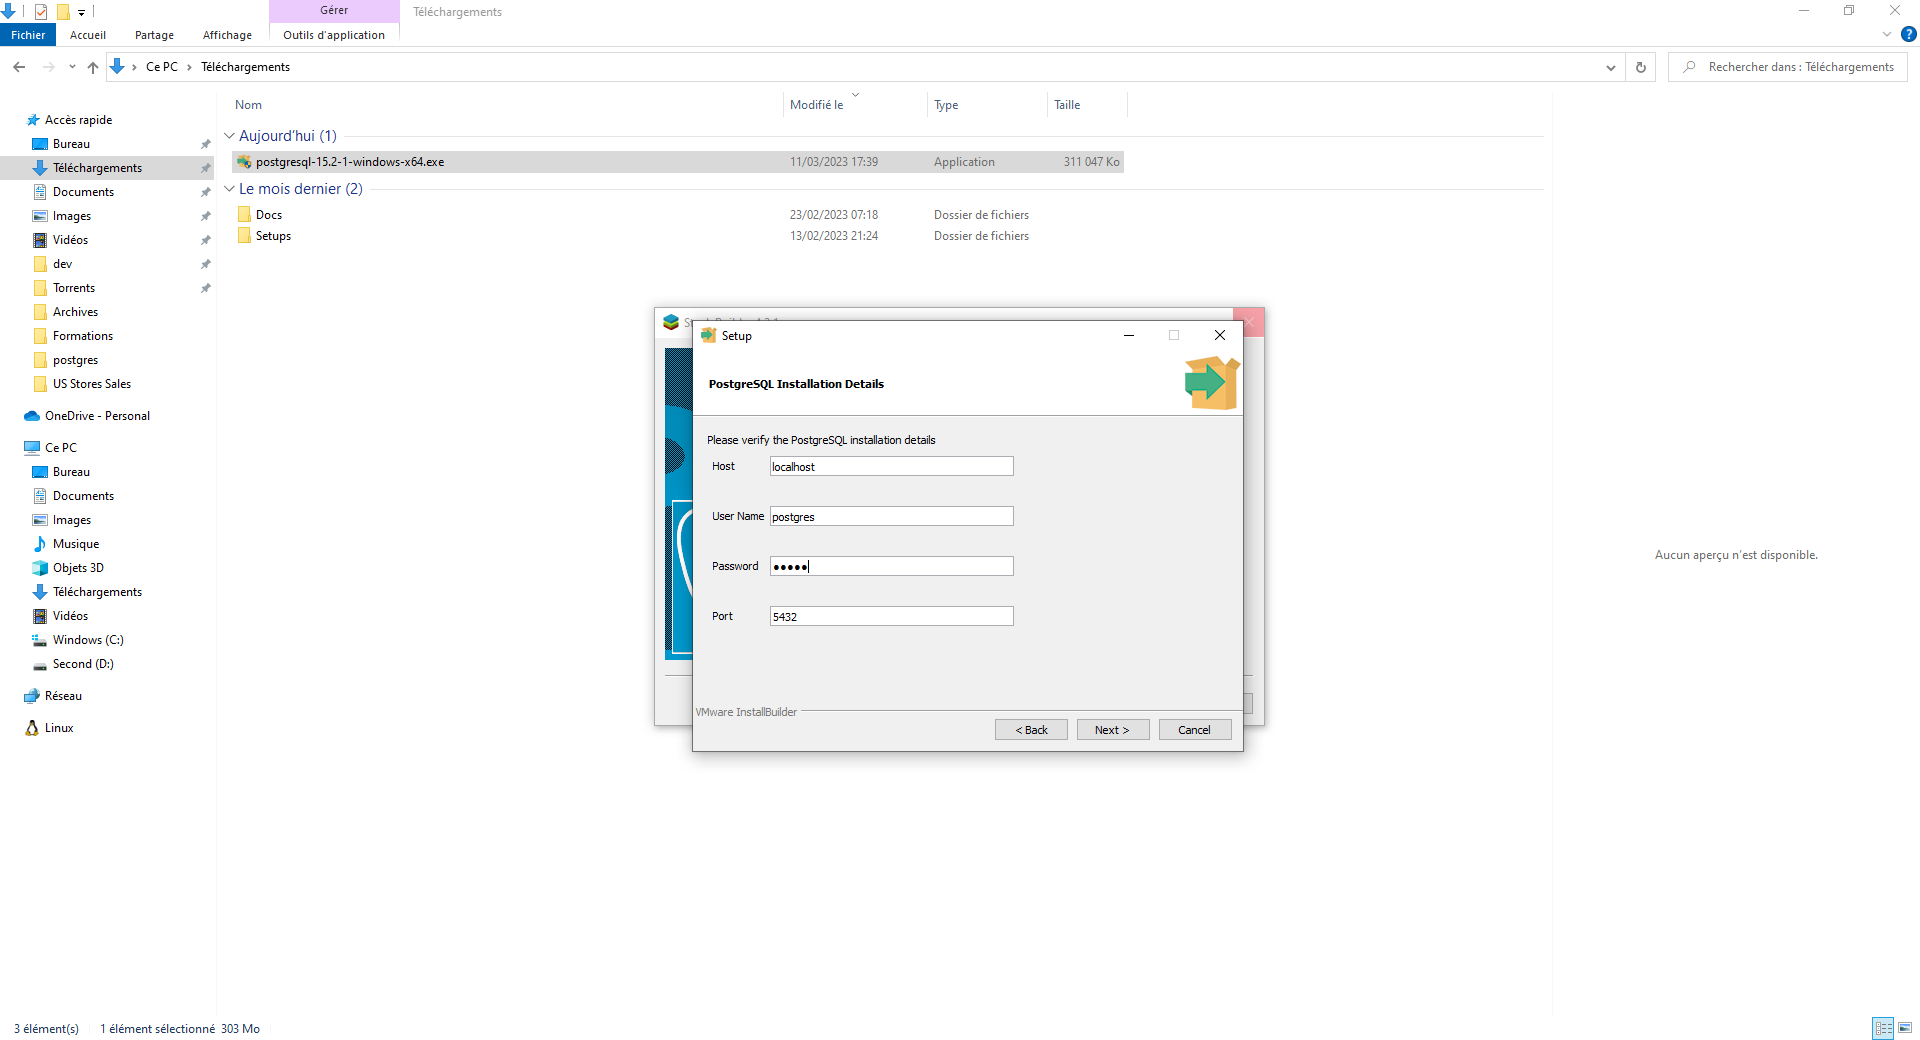 Gérer
Téléchargements
Fichier
Accueil
Partage
Affichage
Outils d'application
Ce PC
Téléchargements
Rechercher dans : Téléchargements
Nom
Modifié le
Type
Taille
Accès rapide
Bureau
Téléchargements
Documents
Images
Vidéos
dev
Torrents
Archives
Formations
postgres
US Stores Sales
OneDrive - Personal
Ce PC
Bureau
Documents
Images
Musique
Objets 3D
Téléchargements
Vidéos
Windows (C:)
Second (D:)
Réseau
Linux
Aujourd'hui (1)
postgresql-15.2-1-windows-x64.exe 11/03/2023 17:39 Application 311 047 Ko
Le mois dernier (2)
Docs 23/02/2023 07:18 Dossier de fichiers
Setups 13/02/2023 21:24 Dossier de fichiers
Setup
PostgreSQL Installation Details
Please verify the PostgreSQL installation details
Host localhost
User Name postgres
Password •••••
Port 5432
VMware InstallBuilder
< Back
Next >
Cancel
Aucun aperçu n'est disponible.
3 élément(s)
1 élément sélectionné 303 Mo